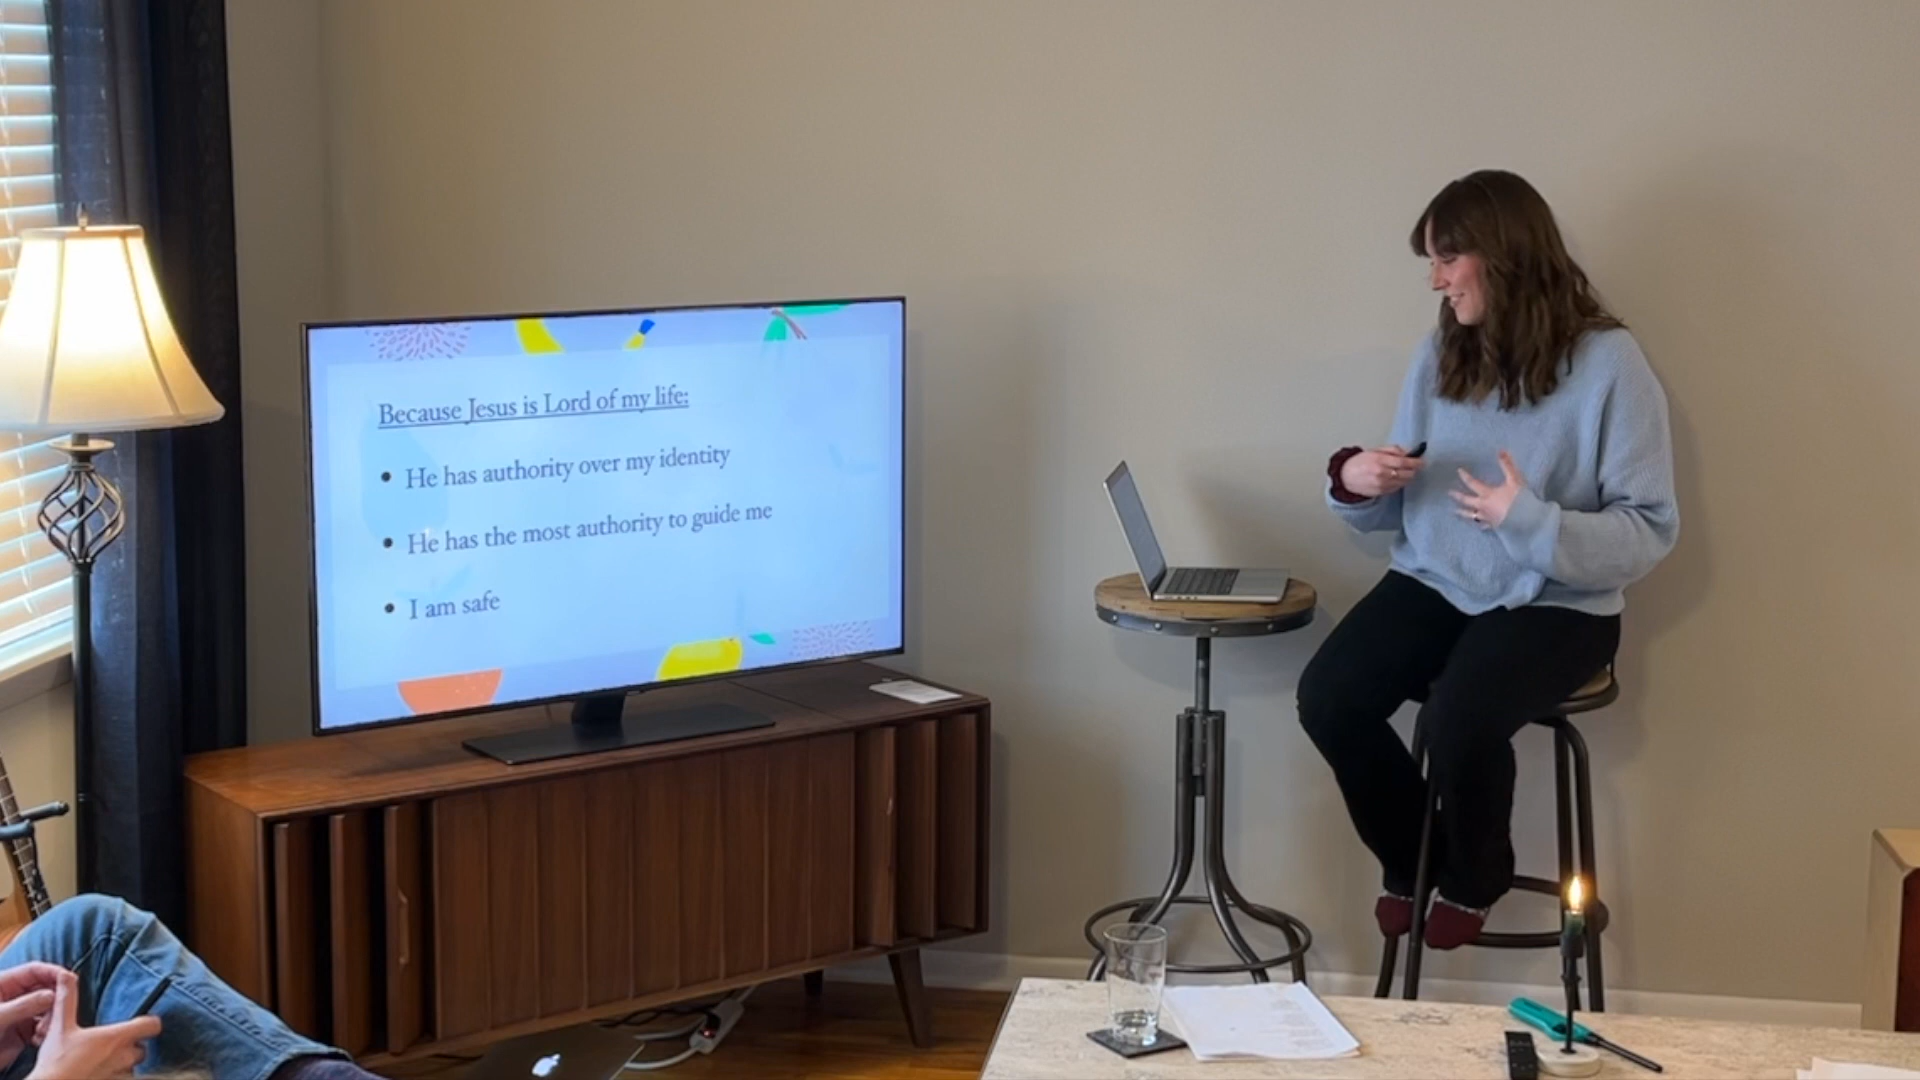 Because Jesus is Lord of my life:
• He has authority over my identity
• He has the most authority to guide me
• I am safe